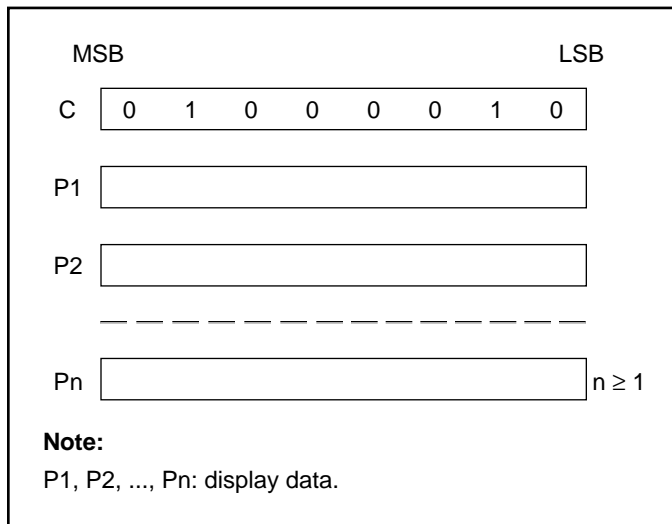 MSB LSB
C 0 1 0 0 0 0 1 0
P1
P2
Pn n ≥ 1
Note:
P1, P2, ..., Pn: display data.